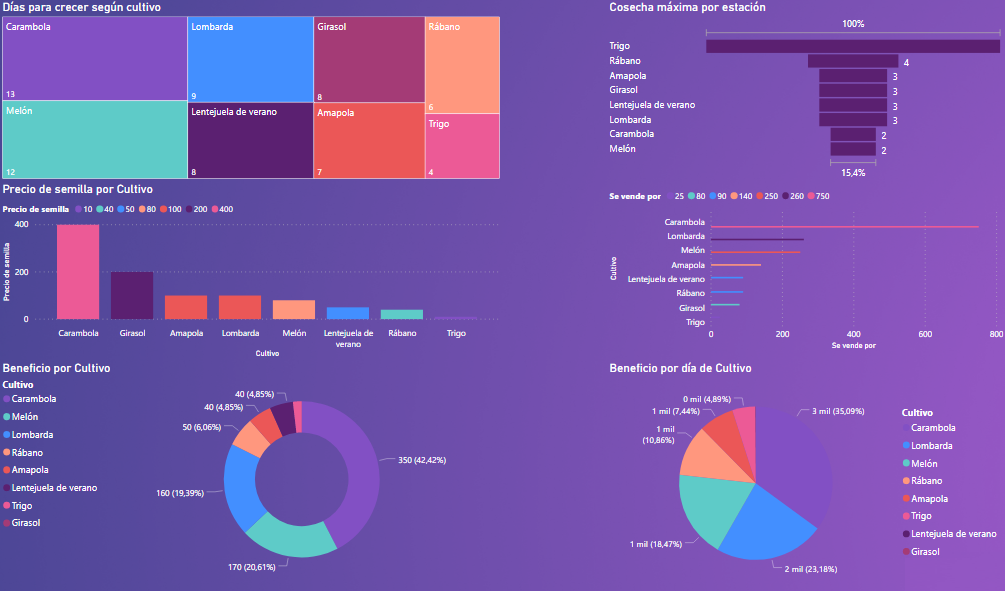 Días para crecer según cultivo
Carambola
13
Lombarda
9
Girasol
8
Rábano
6
Melón
12
Lentejuela de verano
8
Amapola
7
Trigo
4
Precio de semilla por Cultivo
Precio de semilla 10 40 50 80 100 200 400
Precio de semilla
400
200
0
Carambola Girasol Amapola Lombarda Melón Lentejuela de verano Rábano Trigo
Cultivo
Beneficio por Cultivo
Cultivo
Carambola
Melón
Lombarda
Rábano
Amapola
Lentejuela de verano
Trigo
Girasol
40 (4,85%)
40 (4,85%)
50 (6,06%)
160 (19,39%)
170 (20,61%)
350 (42,42%)
Cosecha máxima por estación
100%
Trigo
Rábano 4
Amapola 3
Girasol 3
Lentejuela de verano 3
Lombarda 3
Carambola 2
Melón 2
15,4%
Se vende por 25 80 90 140 250 260 750
Cultivo
Carambola
Lombarda
Melón
Amapola
Lentejuela de verano
Rábano
Girasol
Trigo
0 200 400 600 800
Se vende por
Beneficio por día de Cultivo
0 mil (4,89%)
1 mil (7,44%)
1 mil
(10,86%)
1 mil (18,47%)
2 mil (23,18%)
3 mil (35,09%)
Cultivo
Carambola
Lombarda
Melón
Rábano
Amapola
Trigo
Lentejuela de verano
Girasol